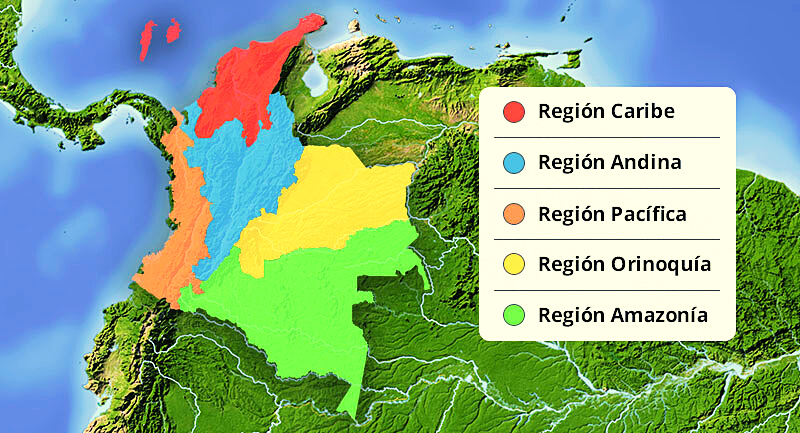 Región Caribe
Región Andina
Región Pacífica
Región Orinoquía
Región Amazonía